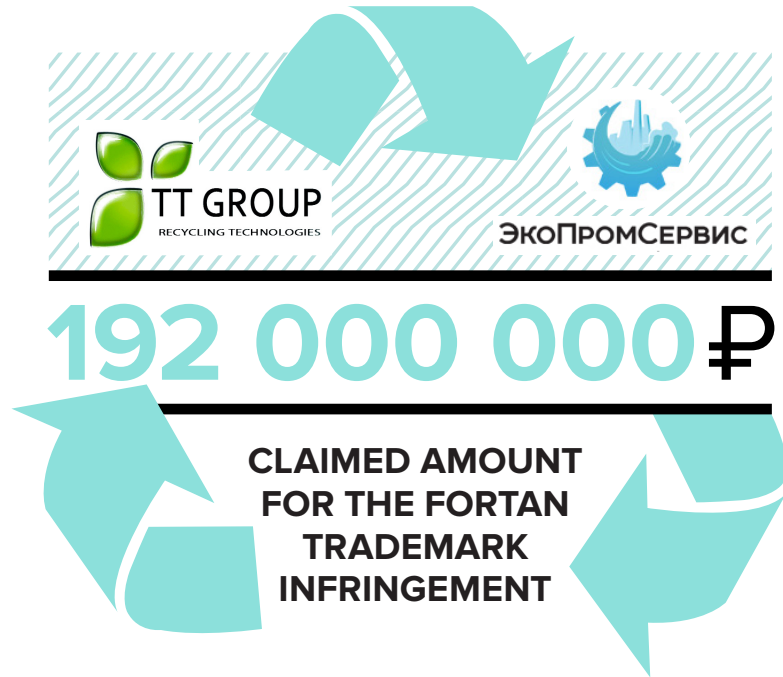 TT GROUP
RECYCLING TECHNOLOGIES
ЭкоПромСервис
192 000 000 ₽
CLAIMED AMOUNT
FOR THE FORTAN
TRADEMARK
INFRINGEMENT